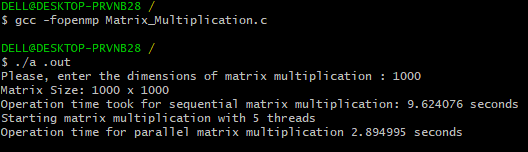 DELL@DESKTOP-PRVNB28 /
$ gcc -fopenmp Matrix_Multiplication.c
DELL@DESKTOP-PRVNB28 /
$ ./a .out
Please, enter the dimensions of matrix multiplication : 1000
Matrix Size: 1000 x 1000
Operation time took for sequential matrix multiplication: 9.624076 seconds
Starting matrix multiplication with 5 threads
Operation time for parallel matrix multiplication 2.894995 seconds